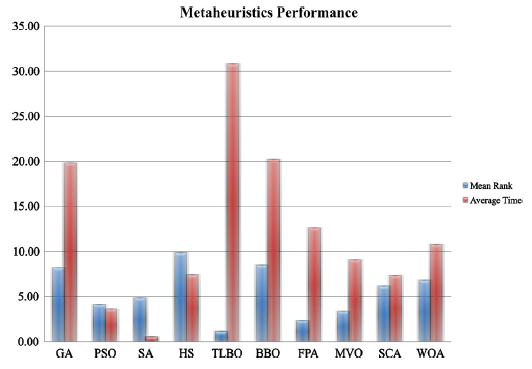 Metaheuristics Performance
35.00
30.00
25.00
20.00
15.00
10.00
5.00
0.00
GA PSO SA HS TLBO BBO FPA MVO SCA WOA
Mean Rank
Average Time